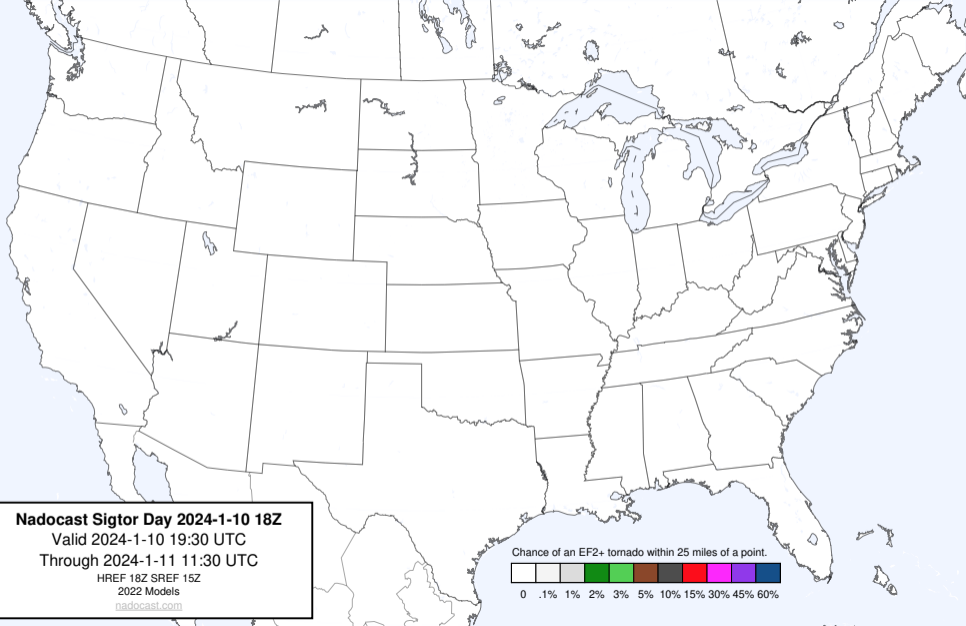 Nadocast Sigtor Day 2024-1-10 18Z
Valid 2024-1-10 19:30 UTC
Through 2024-1-11 11:30 UTC
HREF 18Z SREF 15Z
2022 Models
nadocast.com
Chance of an EF2+ tornado within 25 miles of a point.
0 .1% 1% 2% 3% 5% 10% 15% 30% 45% 60%